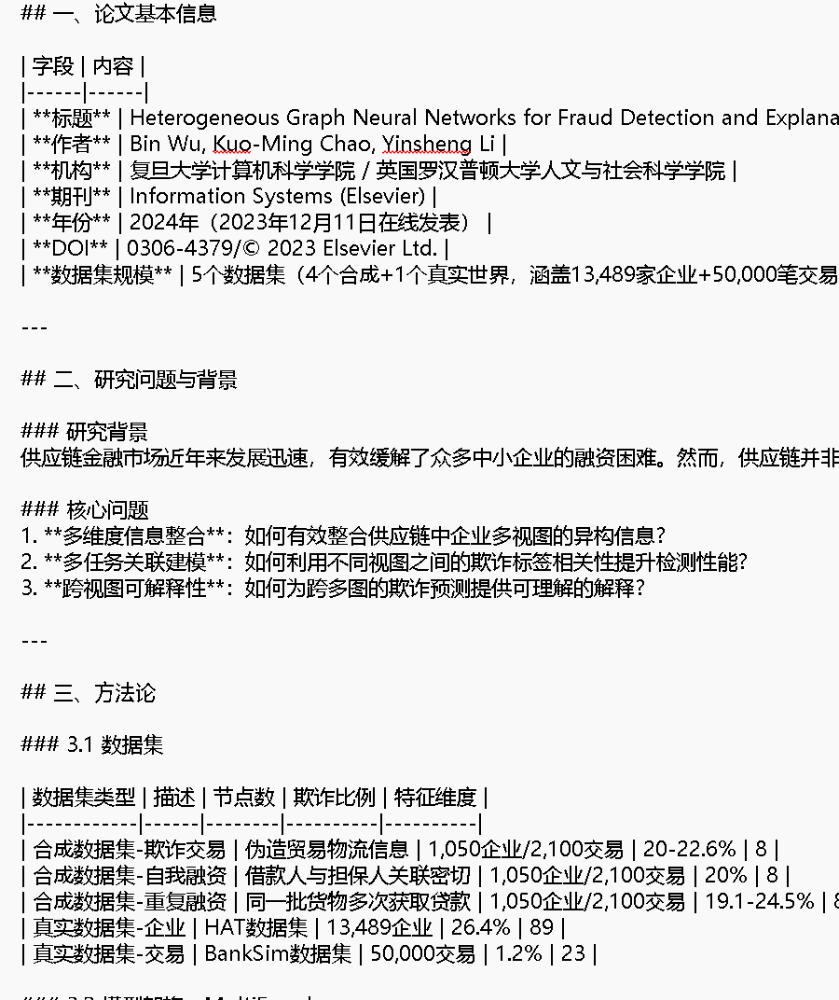 ## 一、论文基本信息
| 字段 | 内容 |
|------|------|
| **标题** | Heterogeneous Graph Neural Networks for Fraud Detection and Explana
| **作者** | Bin Wu, Kuo-Ming Chao, Yinsheng Li |
| **机构** | 复旦大学计算机科学学院 / 英国罗汉普顿大学人文与社会科学学院 |
| **期刊** | Information Systems (Elsevier) |
| **年份** | 2024年（2023年12月11日在线发表） |
| **DOI** | 0306-4379/© 2023 Elsevier Ltd. |
| **数据集规模** | 5个数据集（4个合成+1个真实世界，涵盖13,489家企业+50,000笔交易
---
## 二、研究问题与背景
### 研究背景
供应链金融市场近年来发展迅速，有效缓解了众多中小企业的融资困难。然而，供应链并非
### 核心问题
1. **多维度信息整合**：如何有效整合供应链中企业多视图的异构信息？
2. **多任务关联建模**：如何利用不同视图之间的欺诈标签相关性提升检测性能？
3. **跨视图可解释性**：如何为跨多图的欺诈预测提供可理解的解释？
---
## 三、方法论
### 3.1 数据集
| 数据集类型 | 描述 | 节点数 | 欺诈比例 | 特征维度 |
|------------|------|--------|----------|----------|
| 合成数据集-欺诈交易 | 伪造贸易物流信息 | 1,050企业/2,100交易 | 20-22.6% | 8 |
| 合成数据集-自我融资 | 借款人与担保人关联密切 | 1,050企业/2,100交易 | 20% | 8 |
| 合成数据集-重复融资 | 同一批货物多次获取贷款 | 1,050企业/2,100交易 | 19.1-24.5% | 8
| 真实数据集-企业 | HAT数据集 | 13,489企业 | 26.4% | 89 |
| 真实数据集-交易 | BankSim数据集 | 50,000交易 | 1.2% | 23 |